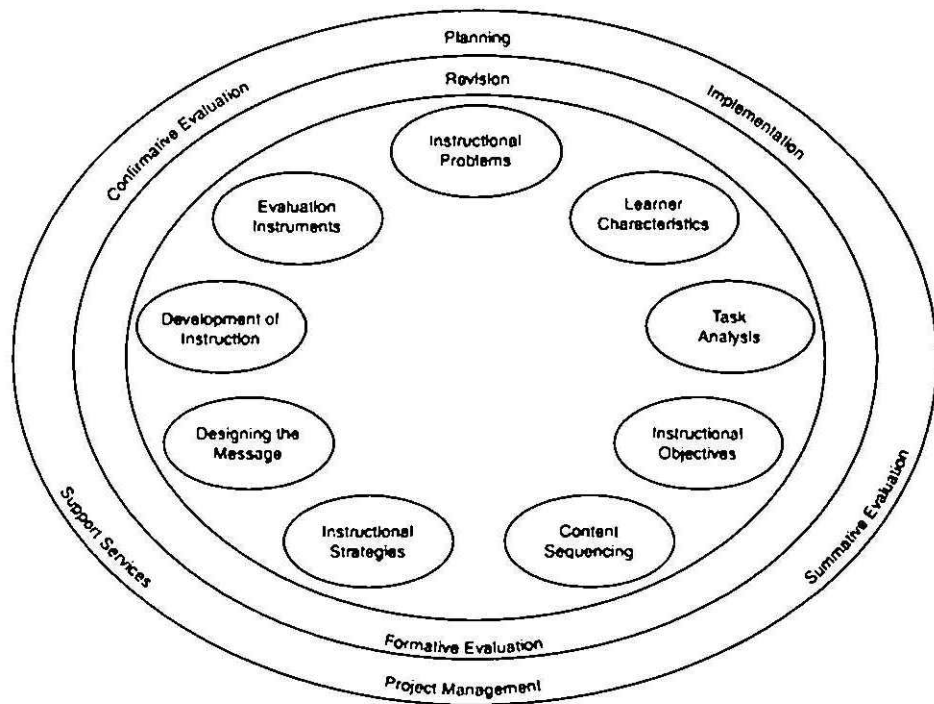 Planning
Revision
Confirmative Evaluation
Implementation
Instructional
Problems
Evaluation
Instruments
Learner
Characteristics
Development of
Instruction
Task
Analysis
Designing the
Message
Instructional
Objectives
Instructional
Strategies
Content
Sequencing
Support Services
Summative Evaluation
Formative Evaluation
Project Management